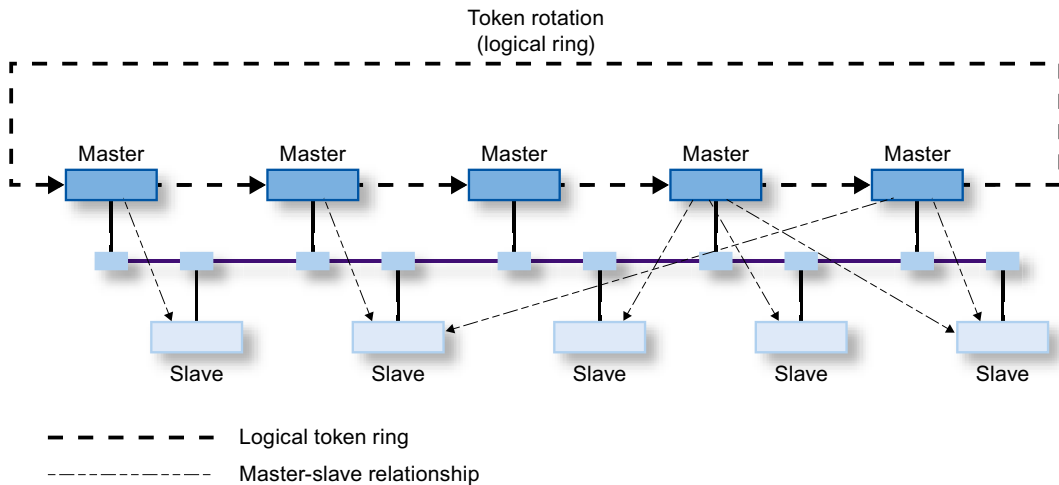 Token rotation
(logical ring)
Master
Master
Master
Master
Master
Slave
Slave
Slave
Slave
Slave
Logical token ring
Master-slave relationship